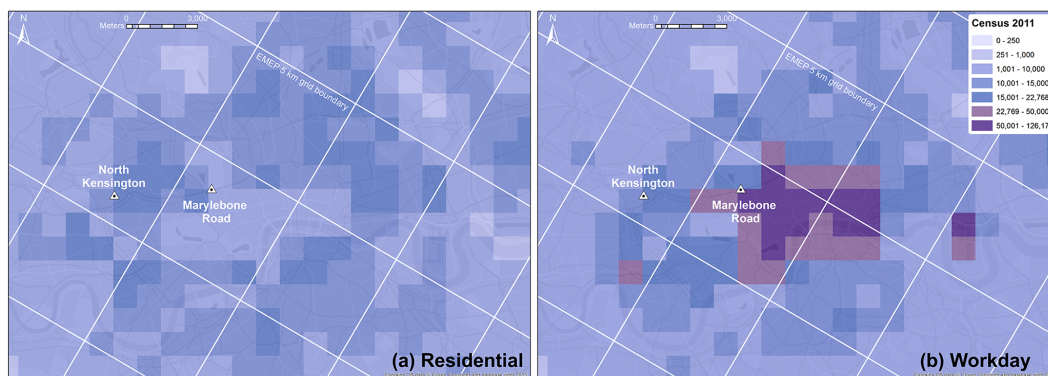 0 3,000
Meters
N
EMEP 5 km grid boundary
North
Kensington
Marylebone
Road
(a) Residential
0 3,000
Meters
N
EMEP 5 km grid boundary
North
Kensington
Marylebone
Road
(b) Workday
Census 2011
0 - 250
251 - 1,000
1,001 - 10,000
10,001 - 15,000
15,001 - 22,768
22,769 - 50,000
50,001 - 126,17